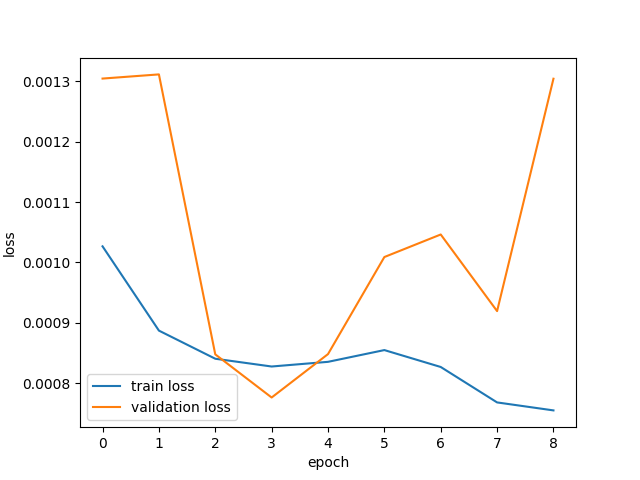 0.0013
0.0012
0.0011
0.0010
0.0009
0.0008
loss
train loss
validation loss
0 1 2 3 4 5 6 7 8
epoch